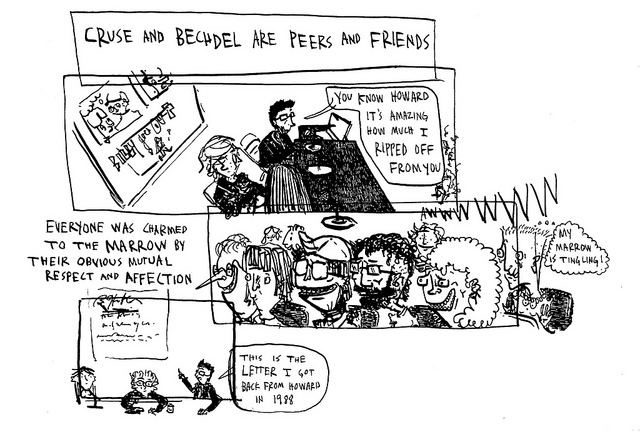 CRUSE AND BECHDEL ARE PEERS AND FRIENDS
YOU KNOW HOWARD
IT'S AMAZING
HOW MUCH I
RIPPED OFF
FROM YOU
EVERYONE WAS CHARMED
TO THE MARROW BY
THEIR OBVIOUS MUTUAL
RESPECT AND AFFECTION
AWWWWWWW
MY
MARROW
IS TINGLING!
THIS IS THE
LETTER I GOT
BACK FROM HOWARD
IN 1988